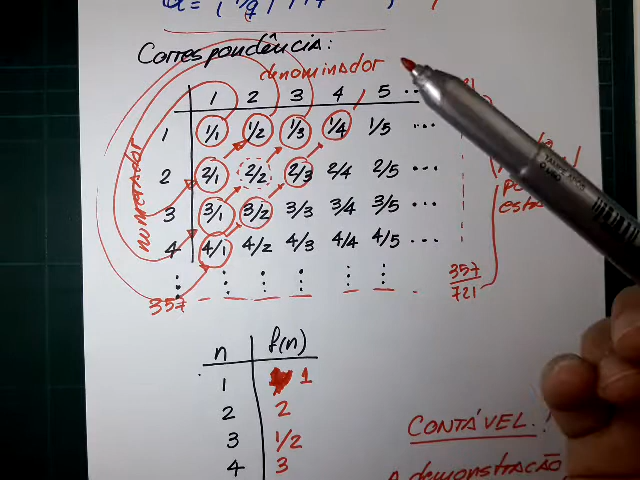 Correspondência:
denominador
1 2 3 4 5 ...
1 1/1 1/2 1/3 1/4 1/5 ...
2 2/1 2/2 2/3 2/4 2/5 ...
3 3/1 3/2 3/3 3/4 3/5 ...
4 4/1 4/2 4/3 4/4 4/5 ...
numerador
357
357/721
n f(n)
1 1
2 2
3 1/2
4 3
CONTÁVEL.!
A demonstração